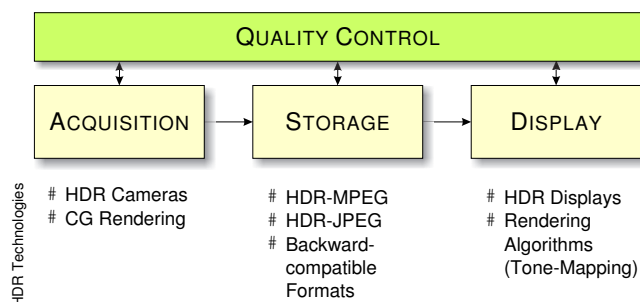 QUALITY CONTROL
ACQUISITION
STORAGE
DISPLAY
HDR Technologies
# HDR Cameras
# CG Rendering
# HDR-MPEG
# HDR-JPEG
# Backward-
compatible
Formats
# HDR Displays
# Rendering
Algorithms
(Tone-Mapping)